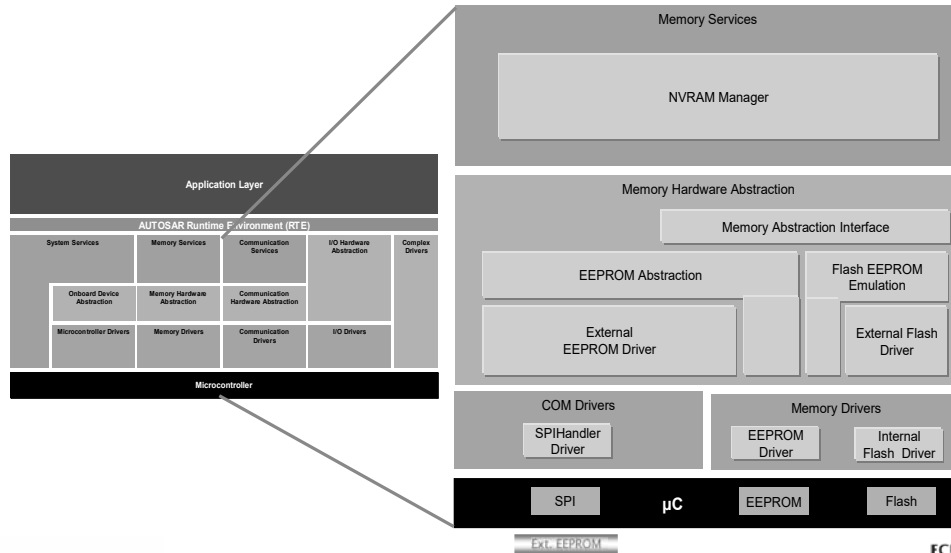 Application Layer
AUTOSAR Runtime Environment (RTE)
System Services
Memory Services
Communication
Services
I/O Hardware
Abstraction
Complex
Drivers
Onboard Device
Abstraction
Memory Hardware
Abstraction
Communication
Hardware Abstraction
Microcontroller Drivers
Memory Drivers
Communication
Drivers
I/O Drivers
Microcontroller
Memory Services
NVRAM Manager
Memory Hardware Abstraction
Memory Abstraction Interface
EEPROM Abstraction
Flash EEPROM
Emulation
External
EEPROM Driver
External Flash
Driver
COM Drivers
SPIHandler
Driver
Memory Drivers
EEPROM
Driver
Internal
Flash Driver
SPI
µC
EEPROM
Flash
Ext. EEPROM